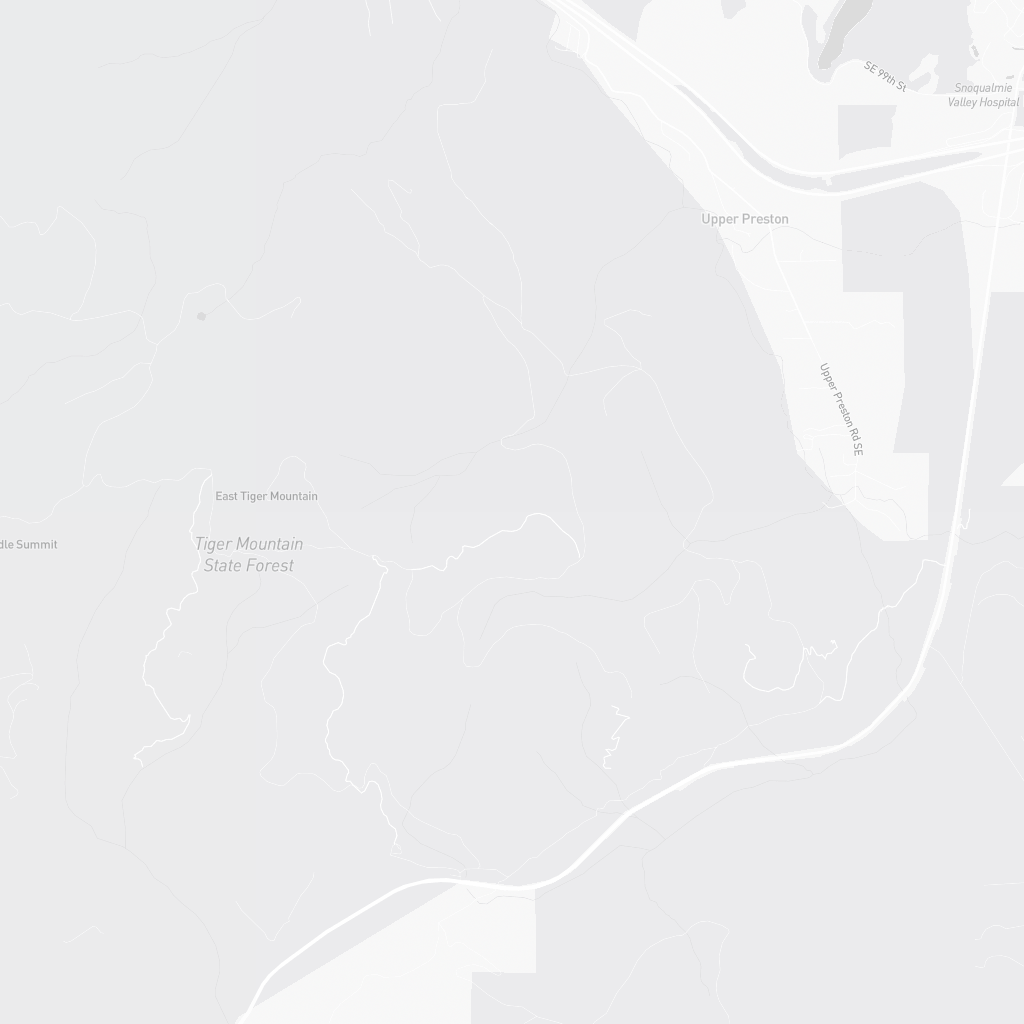 SE 99th St
Snoqualmie
Valley Hospital
Upper Preston
Upper Preston Rd SE
East Tiger Mountain
dle Summit
Tiger Mountain
State Forest